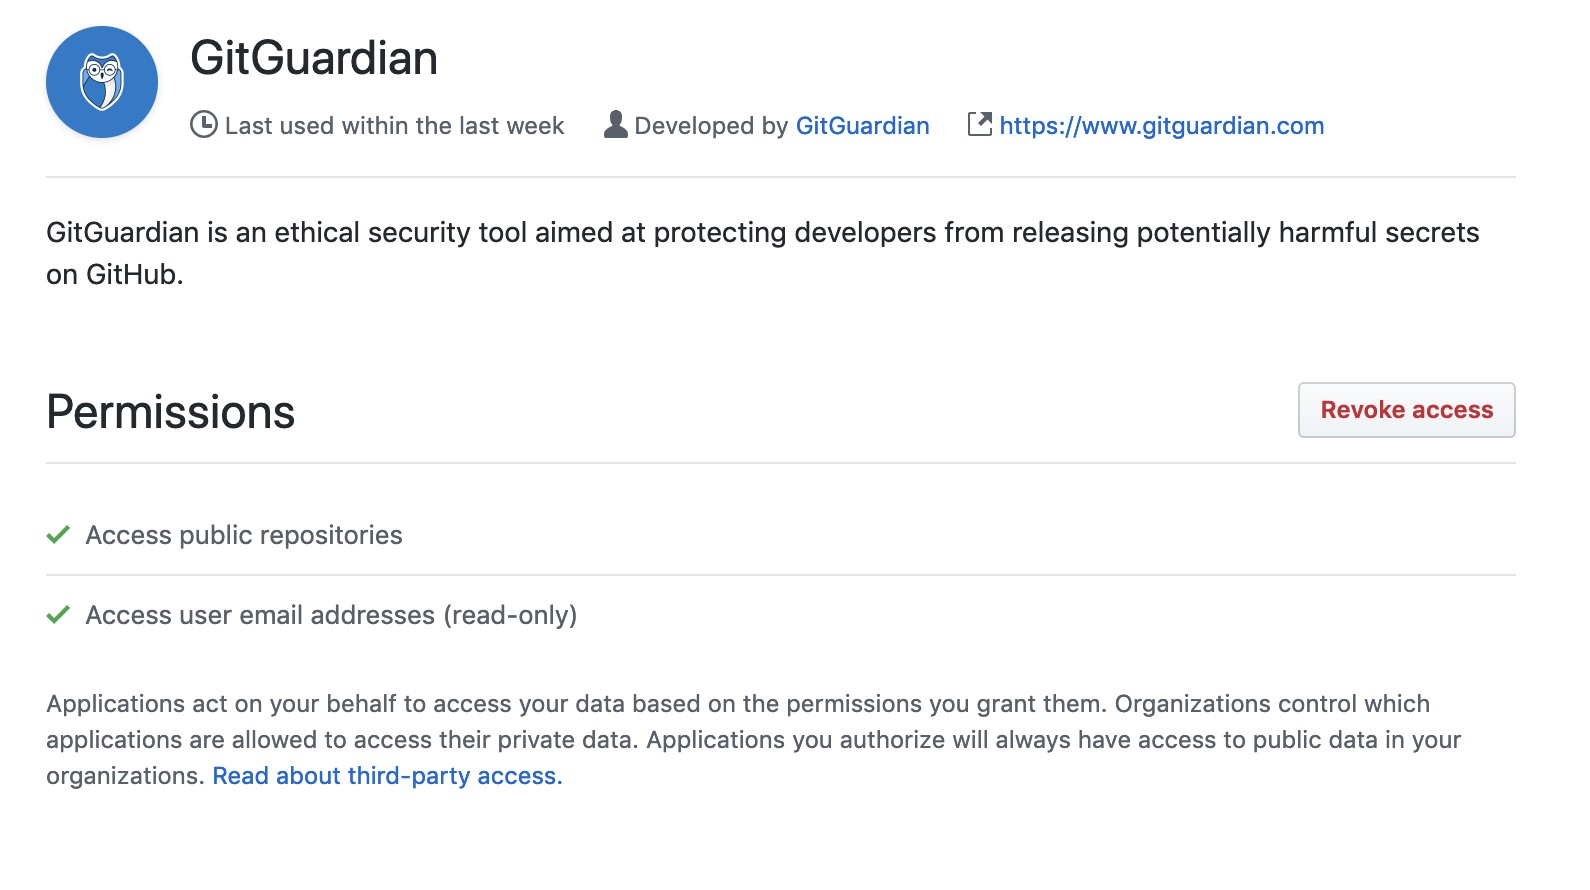 GitGuardian
Last used within the last week Developed by GitGuardian https://www.gitguardian.com
GitGuardian is an ethical security tool aimed at protecting developers from releasing potentially harmful secrets
on GitHub.
Permissions Revoke access
Access public repositories
Access user email addresses (read-only)
Applications act on your behalf to access your data based on the permissions you grant them. Organizations control which
applications are allowed to access their private data. Applications you authorize will always have access to public data in your
organizations. Read about third-party access.